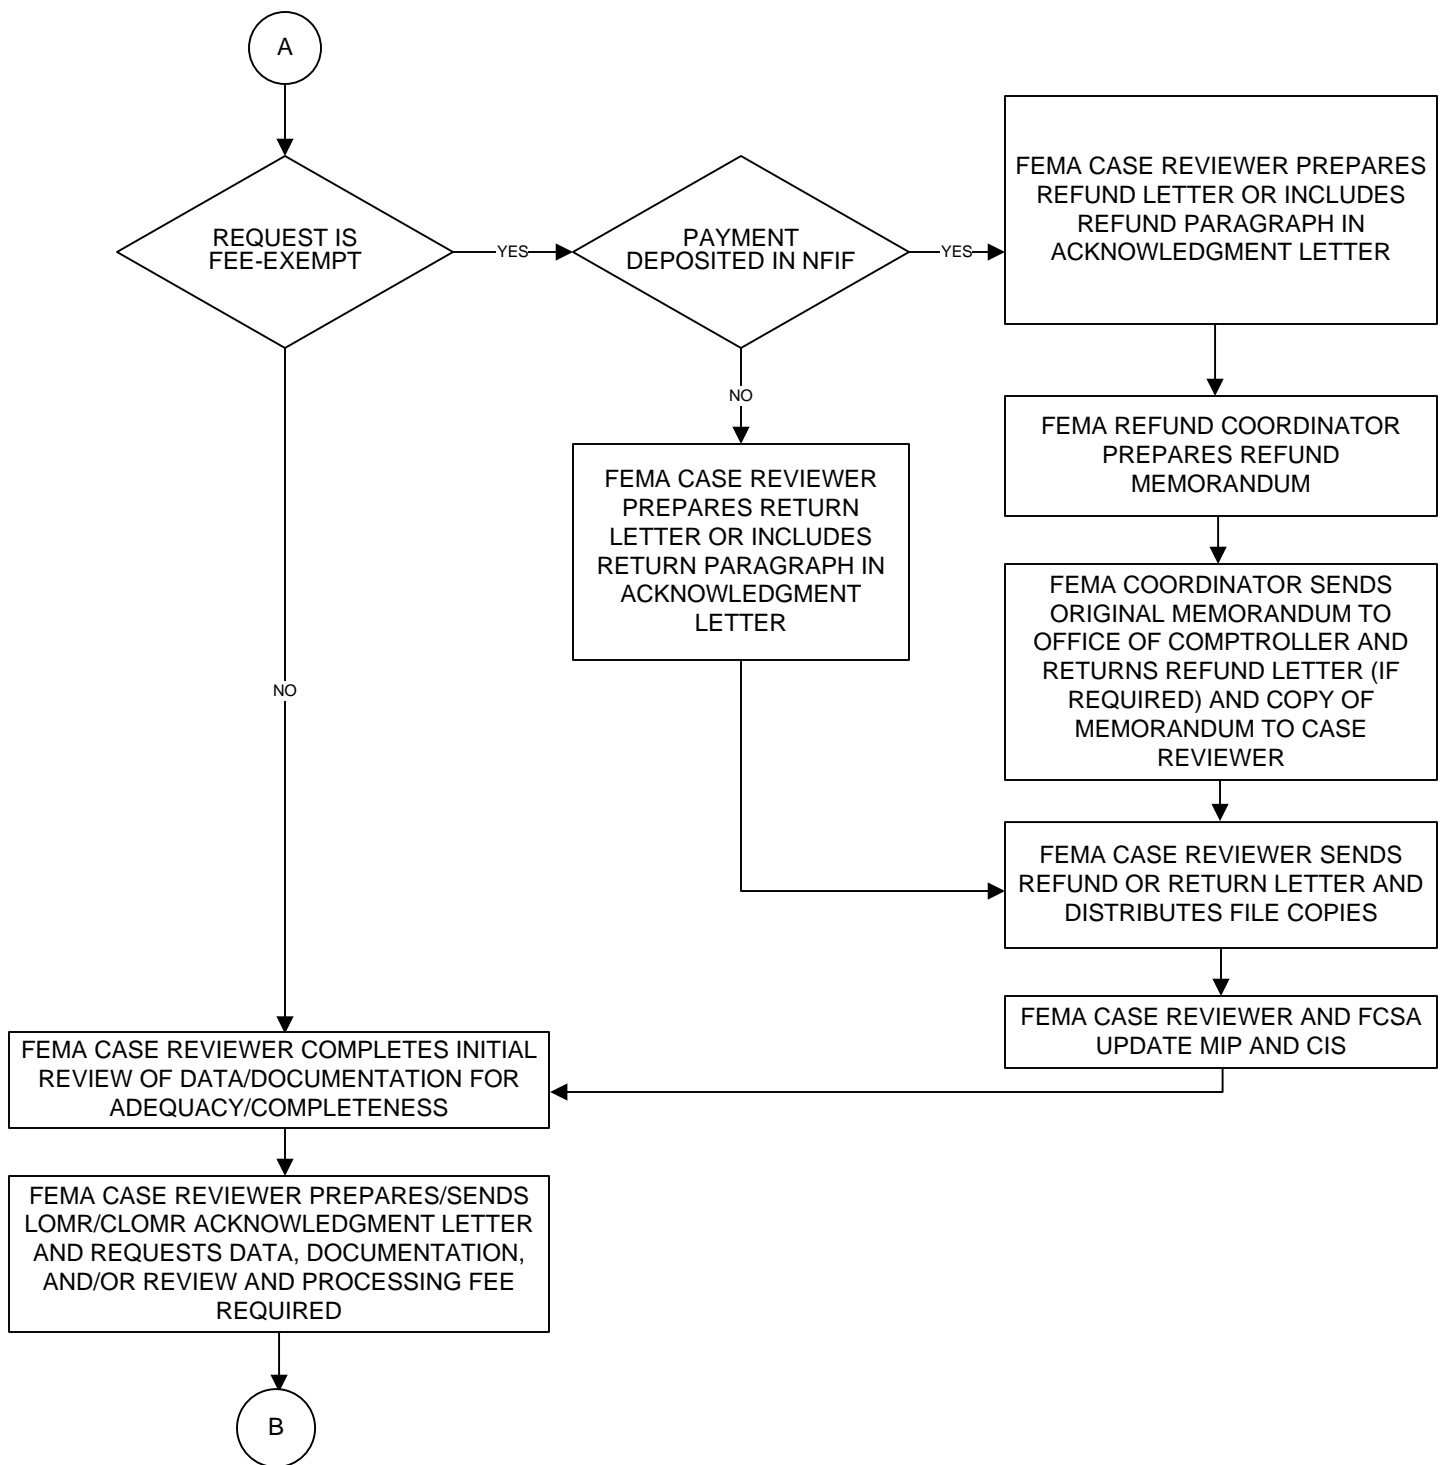 A
REQUEST IS
FEE-EXEMPT
YES
PAYMENT
DEPOSITED IN NFIF
YES
FEMA CASE REVIEWER PREPARES
REFUND LETTER OR INCLUDES
REFUND PARAGRAPH IN
ACKNOWLEDGMENT LETTER
NO
FEMA REFUND COORDINATOR
PREPARES REFUND
MEMORANDUM
FEMA CASE REVIEWER
PREPARES RETURN
LETTER OR INCLUDES
RETURN PARAGRAPH IN
ACKNOWLEDGMENT
LETTER
FEMA COORDINATOR SENDS
ORIGINAL MEMORANDUM TO
OFFICE OF COMPTROLLER AND
RETURNS REFUND LETTER (IF
REQUIRED) AND COPY OF
MEMORANDUM TO CASE
REVIEWER
NO
FEMA CASE REVIEWER SENDS
REFUND OR RETURN LETTER AND
DISTRIBUTES FILE COPIES
FEMA CASE REVIEWER AND FCSA
UPDATE MIP AND CIS
FEMA CASE REVIEWER COMPLETES INITIAL
REVIEW OF DATA/DOCUMENTATION FOR
ADEQUACY/COMPLETENESS
FEMA CASE REVIEWER PREPARES/SENDS
LOMR/CLOMR ACKNOWLEDGMENT LETTER
AND REQUESTS DATA, DOCUMENTATION,
AND/OR REVIEW AND PROCESSING FEE
REQUIRED
B